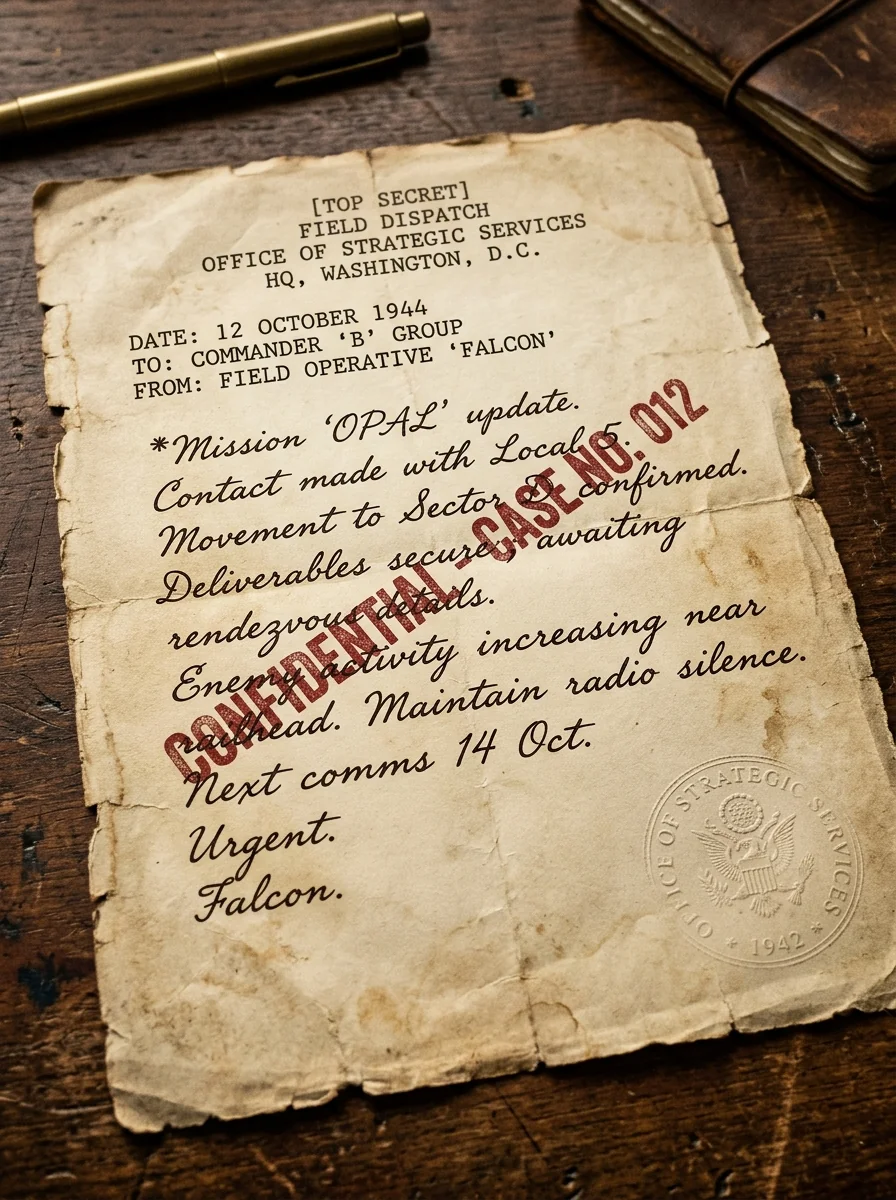 [TOP SECRET]
FIELD DISPATCH
OFFICE OF STRATEGIC SERVICES
HQ, WASHINGTON, D.C.
DATE: 12 OCTOBER 1944
TO: COMMANDER ‘B’ GROUP
FROM: FIELD OPERATIVE ‘FALCON’
*Mission ‘OPAL’ update.
Contact made with Local 5.
Movement to Sector D confirmed.
Deliverables secure; awaiting
rendezvous details.
Enemy activity increasing near
railhead. Maintain radio silence.
Next comms 14 Oct.
Urgent.
Falcon.
CONFIDENTIAL - CASE NO. 012
OFFICE OF STRATEGIC SERVICES
* 1942 *